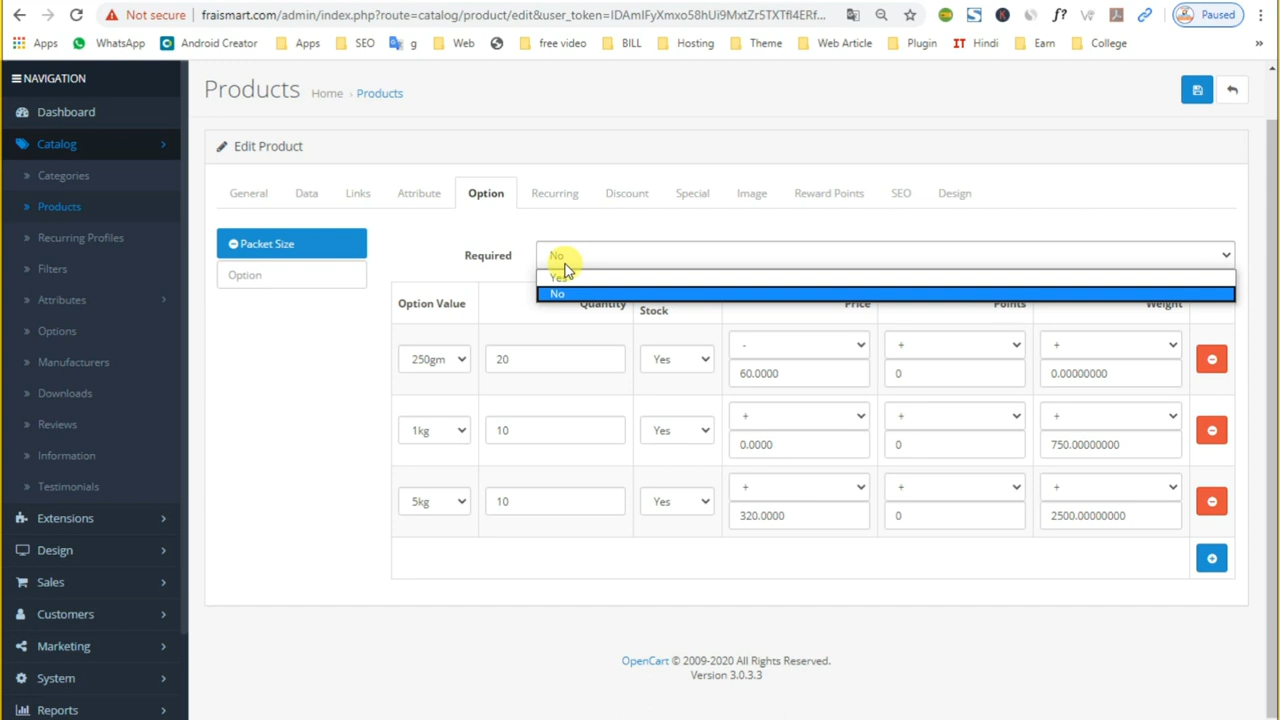 Not secure
fraismart.com/admin/index.php?route=catalog/product/edit&user_token=IDAmIFyXmxo58hUi9MxtZr5TXTfl4ERf...
Paused
Apps WhatsApp Android Creator Apps SEO g Web free video BILL Hosting Theme Web Article Plugin IT Hindi Earn College »
NAVIGATION
Dashboard
Catalog
Categories
Products
Recurring Profiles
Filters
Attributes
Options
Manufacturers
Downloads
Reviews
Information
Testimonials
Extensions
Design
Sales
Customers
Marketing
System
Reports
Products Home › Products
Edit Product
General Data Links Attribute Option Recurring Discount Special Image Reward Points SEO Design
Packet Size
Option
Required No
Yes
No
Option Value Quantity Stock Price Points Weight
250gm 20 Yes - + +
60.0000 0 0.00000000
1kg 10 Yes + + +
0.0000 0 750.00000000
5kg 10 Yes + + +
320.0000 0 2500.00000000
OpenCart © 2009-2020 All Rights Reserved.
Version 3.0.3.3